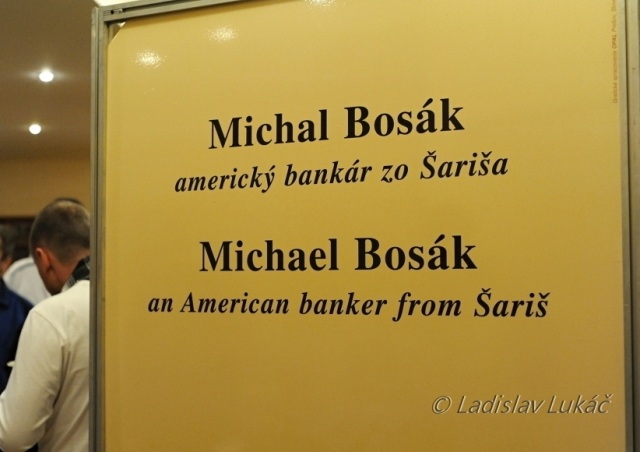 Michal Bosák
americký bankár zo Šariša
Michael Bosák
an American banker from Šariš
© Ladislav Lukáč